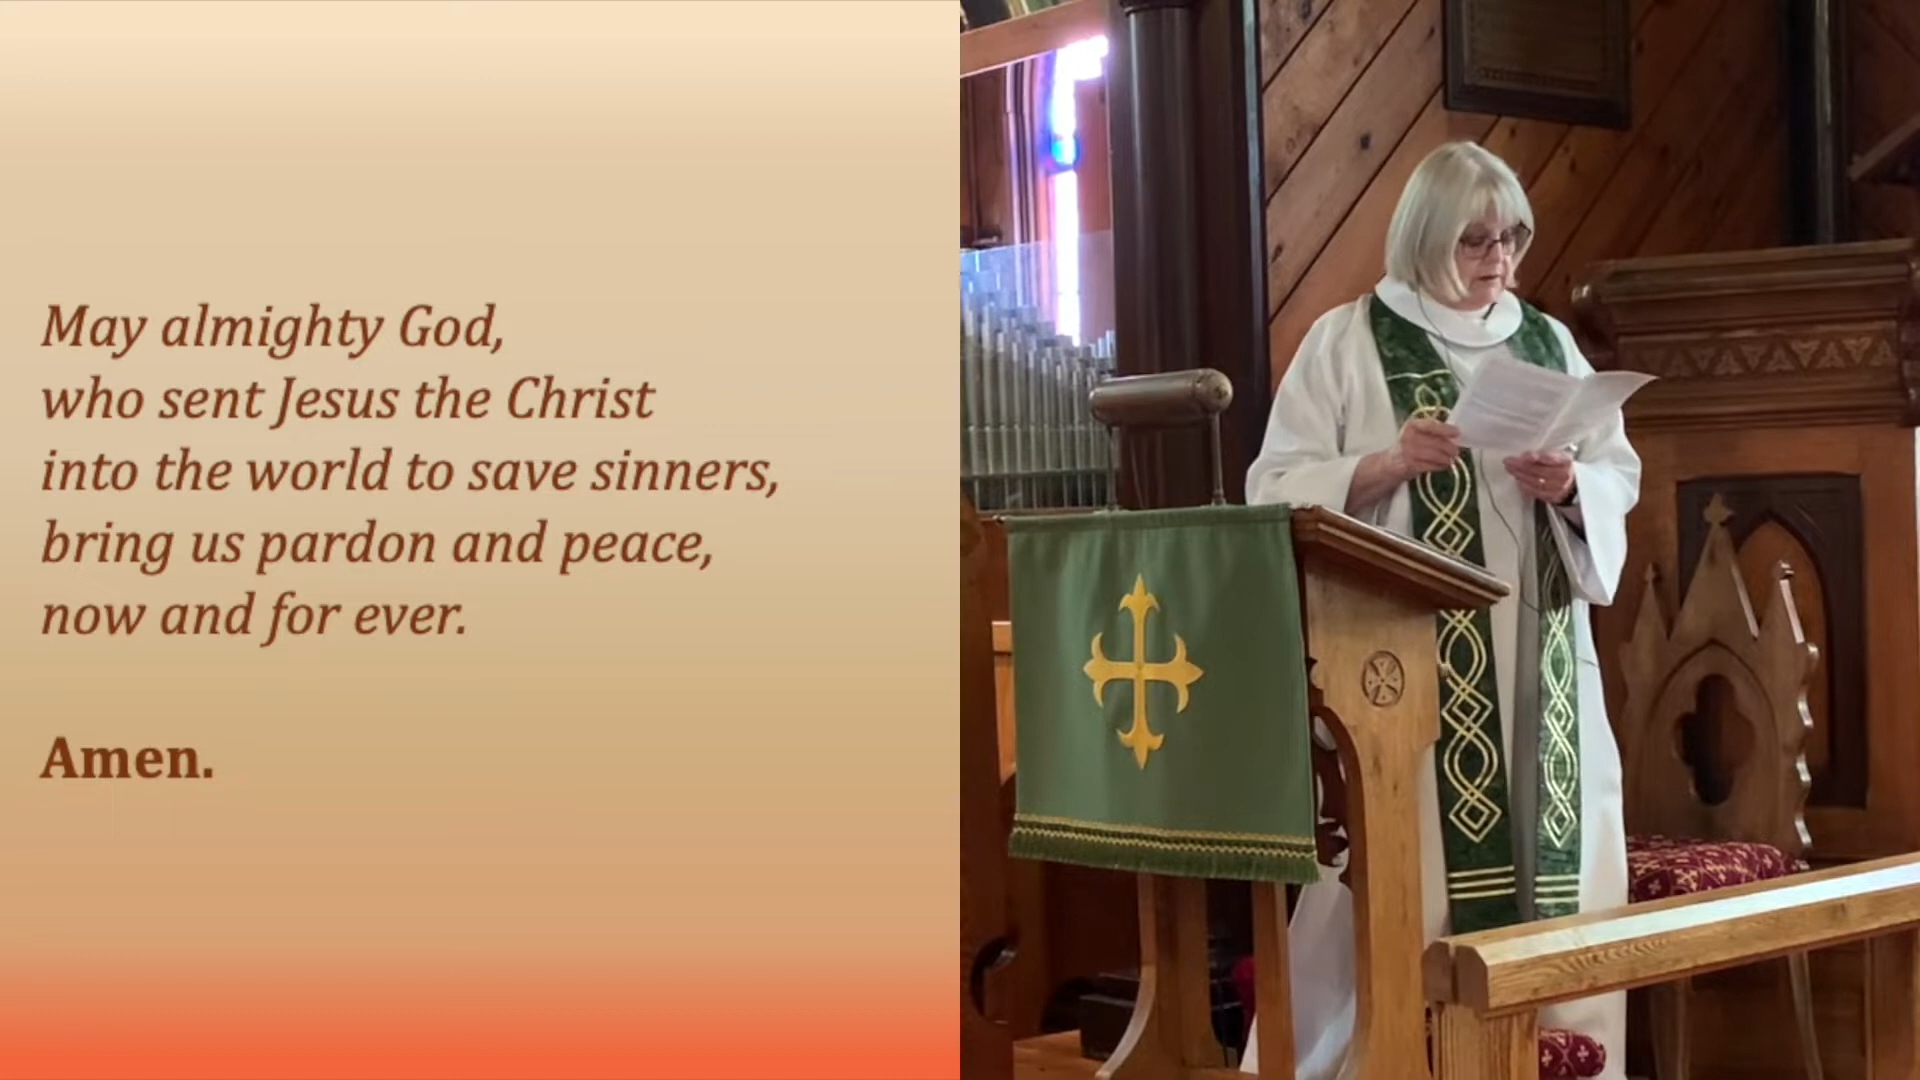 May almighty God,
who sent Jesus the Christ
into the world to save sinners,
bring us pardon and peace,
now and for ever.
Amen.